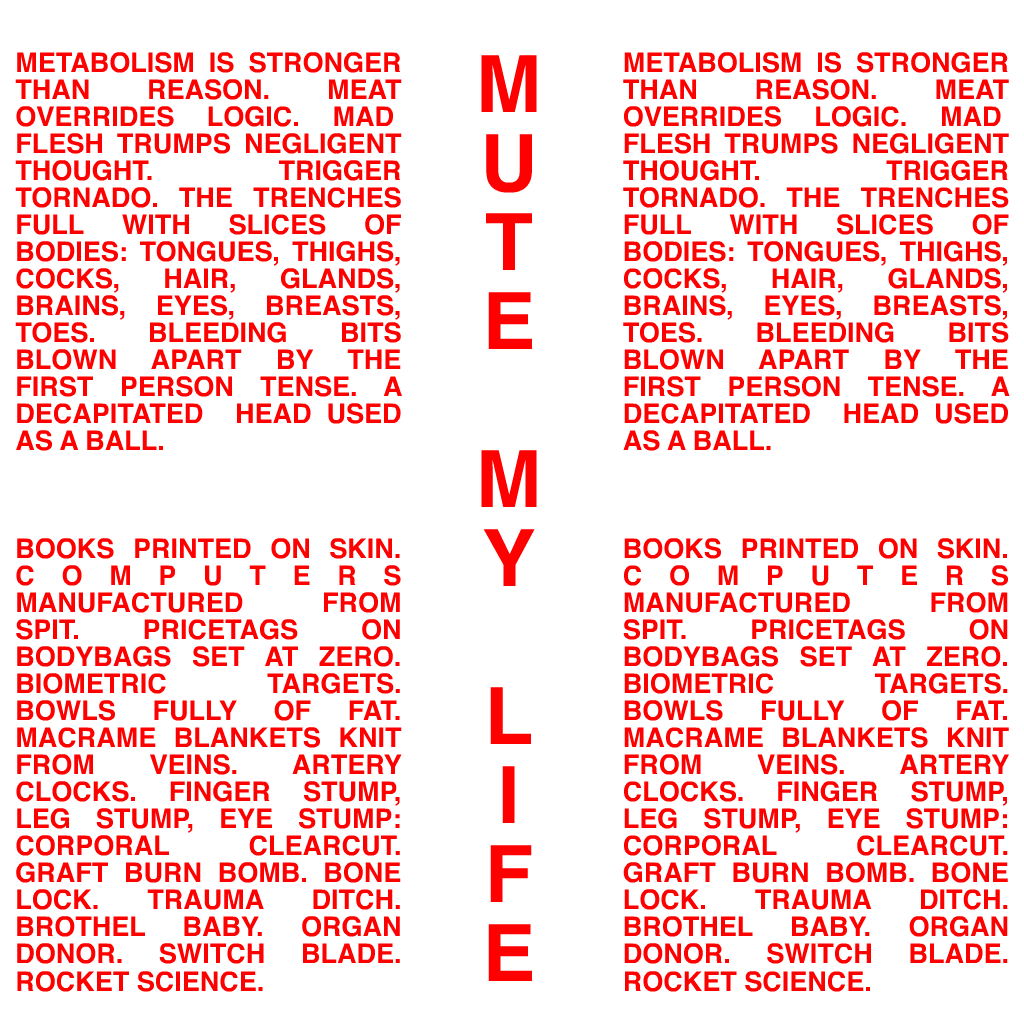 METABOLISM IS STRONGER
THAN REASON. MEAT
OVERRIDES LOGIC. MAD
FLESH TRUMPS NEGLIGENT
THOUGHT. TRIGGER
TORNADO. THE TRENCHES
FULL WITH SLICES OF
BODIES: TONGUES, THIGHS,
COCKS, HAIR, GLANDS,
BRAINS, EYES, BREASTS,
TOES. BLEEDING BITS
BLOWN APART BY THE
FIRST PERSON TENSE. A
DECAPITATED HEAD USED
AS A BALL.
BOOKS PRINTED ON SKIN.
C O M P U T E R S
MANUFACTURED FROM
SPIT. PRICETAGS ON
BODYBAGS SET AT ZERO.
BIOMETRIC TARGETS.
BOWLS FULLY OF FAT.
MACRAME BLANKETS KNIT
FROM VEINS. ARTERY
CLOCKS. FINGER STUMP,
LEG STUMP, EYE STUMP:
CORPORAL CLEARCUT.
GRAFT BURN BOMB. BONE
LOCK. TRAUMA DITCH.
BROTHEL BABY. ORGAN
DONOR. SWITCH BLADE.
ROCKET SCIENCE.
M
U
T
E
M
Y
L
I
F
E
METABOLISM IS STRONGER
THAN REASON. MEAT
OVERRIDES LOGIC. MAD
FLESH TRUMPS NEGLIGENT
THOUGHT. TRIGGER
TORNADO. THE TRENCHES
FULL WITH SLICES OF
BODIES: TONGUES, THIGHS,
COCKS, HAIR, GLANDS,
BRAINS, EYES, BREASTS,
TOES. BLEEDING BITS
BLOWN APART BY THE
FIRST PERSON TENSE. A
DECAPITATED HEAD USED
AS A BALL.
BOOKS PRINTED ON SKIN.
C O M P U T E R S
MANUFACTURED FROM
SPIT. PRICETAGS ON
BODYBAGS SET AT ZERO.
BIOMETRIC TARGETS.
BOWLS FULLY OF FAT.
MACRAME BLANKETS KNIT
FROM VEINS. ARTERY
CLOCKS. FINGER STUMP,
LEG STUMP, EYE STUMP:
CORPORAL CLEARCUT.
GRAFT BURN BOMB. BONE
LOCK. TRAUMA DITCH.
BROTHEL BABY. ORGAN
DONOR. SWITCH BLADE.
ROCKET SCIENCE.